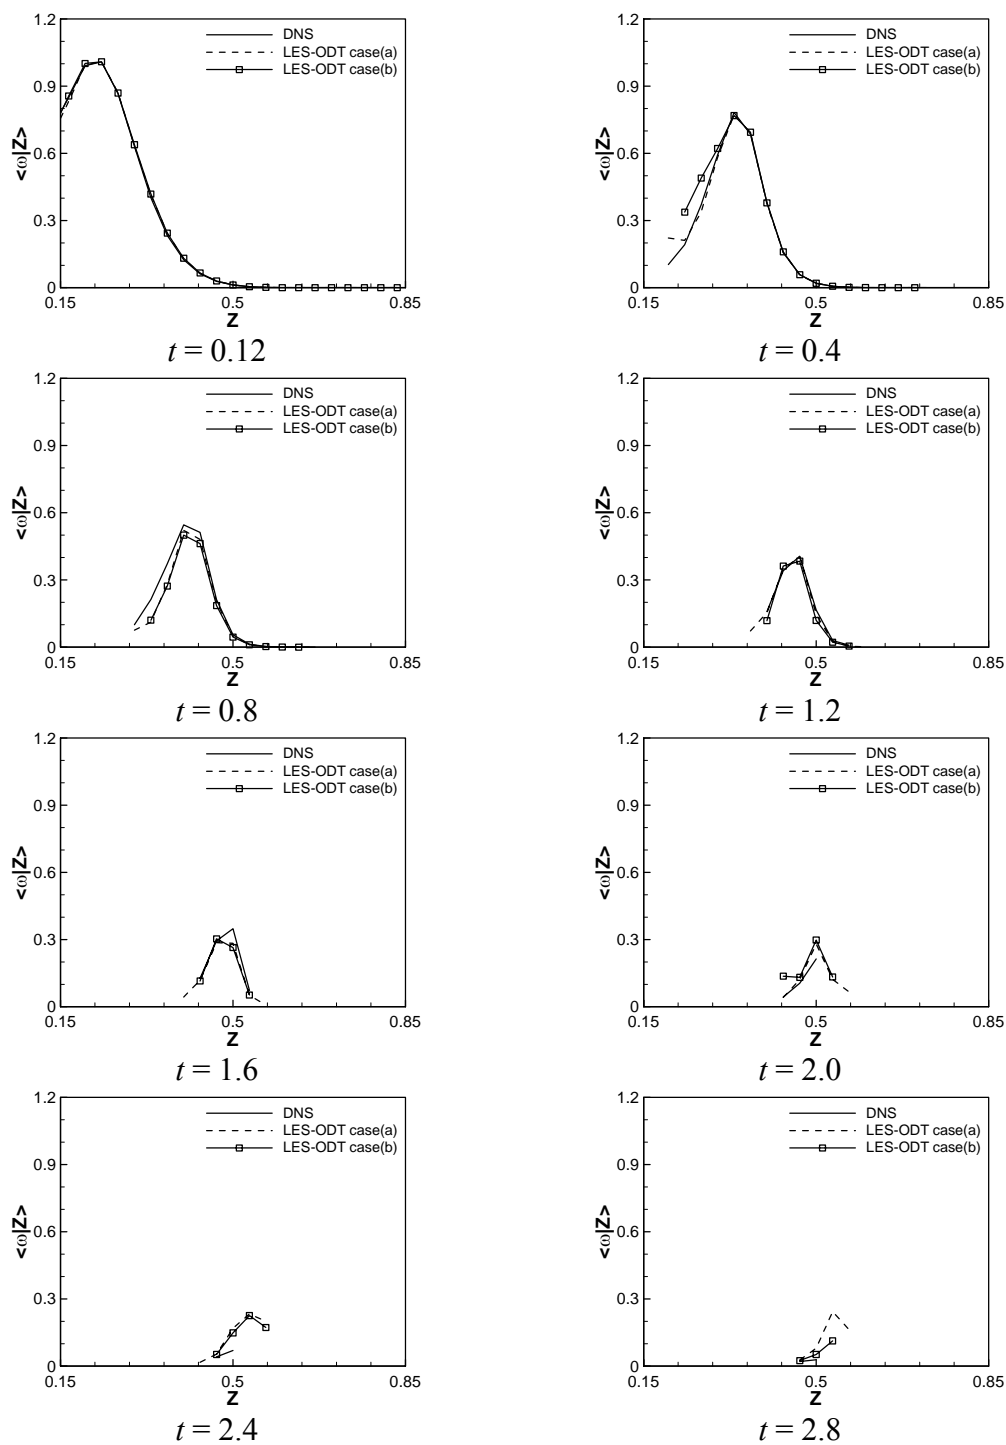 1.2
0.9
0.6
0.3
0
<ω|Z>
DNS
LES-ODT case(a)
LES-ODT case(b)
0.15
0.5
0.85
Z
t = 0.12
1.2
0.9
0.6
0.3
0
<ω|Z>
DNS
LES-ODT case(a)
LES-ODT case(b)
0.15
0.5
0.85
Z
t = 0.4
1.2
0.9
0.6
0.3
0
<ω|Z>
DNS
LES-ODT case(a)
LES-ODT case(b)
0.15
0.5
0.85
Z
t = 0.8
1.2
0.9
0.6
0.3
0
<ω|Z>
DNS
LES-ODT case(a)
LES-ODT case(b)
0.15
0.5
0.85
Z
t = 1.2
1.2
0.9
0.6
0.3
0
<ω|Z>
DNS
LES-ODT case(a)
LES-ODT case(b)
0.15
0.5
0.85
Z
t = 1.6
1.2
0.9
0.6
0.3
0
<ω|Z>
DNS
LES-ODT case(a)
LES-ODT case(b)
0.15
0.5
0.85
Z
t = 2.0
1.2
0.9
0.6
0.3
0
<ω|Z>
DNS
LES-ODT case(a)
LES-ODT case(b)
0.15
0.5
0.85
Z
t = 2.4
1.2
0.9
0.6
0.3
0
<ω|Z>
DNS
LES-ODT case(a)
LES-ODT case(b)
0.15
0.5
0.85
Z
t = 2.8